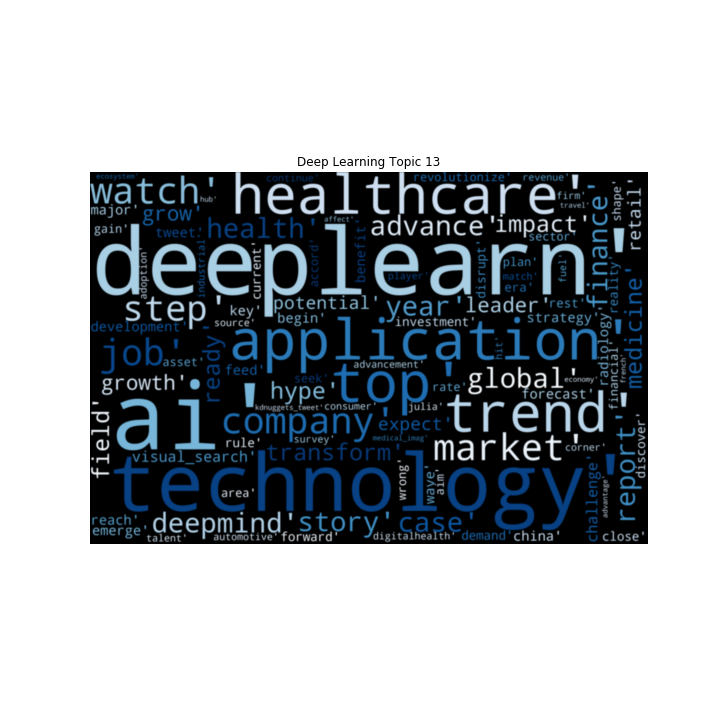 Deep Learning Topic 13
ecosystem'
continue'
revolutionize'
revenue'
watch'
hub'
healthcare'
firm'
travel'
shape'
retail'
major'
grow'
gain'
tweet'
health'
affect'
advance'
impact'
sector'
finance'
deeplearn'
adoption'
industrial'
current'
accord'
benefit'
player'
disrupt'
plan'
match'
era'
fuel'
reality'
medicine'
step'
key'
source'
potential'
begin'
year'
investment'
leader'
rest'
strategy'
development'
job'
asset'
ready'
application'
hit'
radiology'
financial'
french'
growth'
feed'
hype'
seek'
advancement'
top'
rate'
global'
economy'
forecast'
ai'
kdnuggets_tweet'
consumer'
julia'
trend'
field'
company'
expect'
rule'
survey'
medical_imag'
market'
corner'
report'
discover'
visual_search'
transform'
wrong'
wave'
aim'
challenge'
advantage'
technology'
area'
reach'
emerge'
deepmind'
story'
case'
talent'
automotive'
forward'
digitalhealth'
demand'
china'
close'